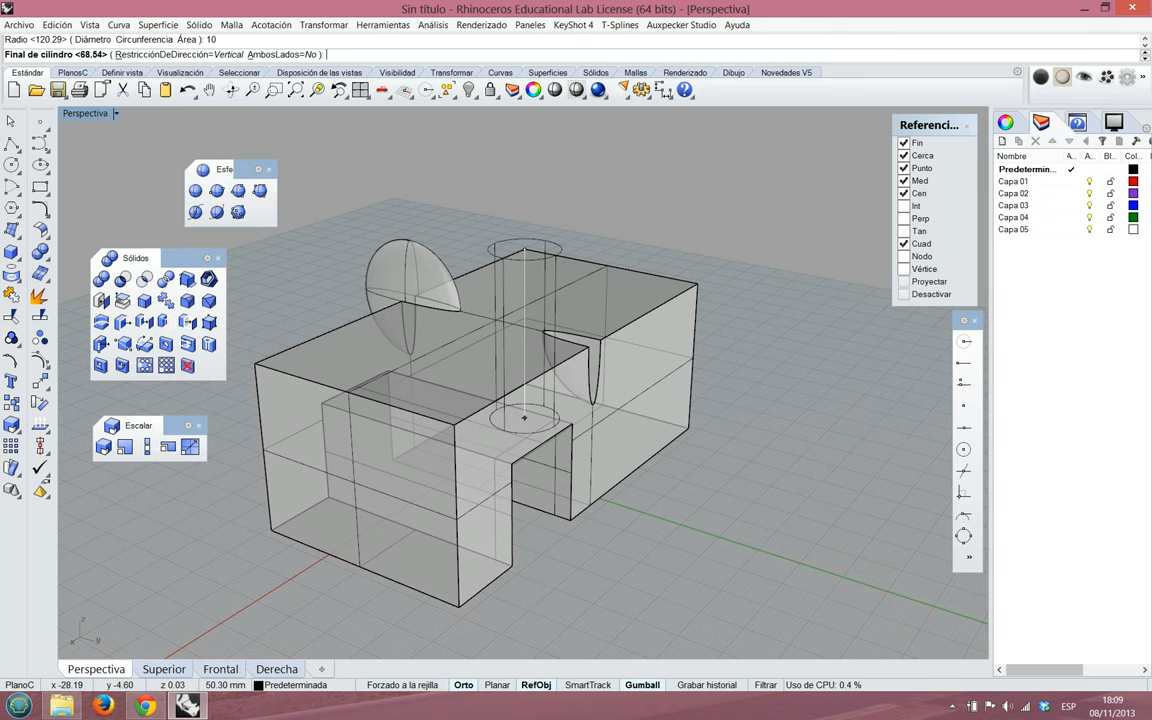 Sin título - Rhinoceros Educational Lab License (64 bits) - [Perspectiva]
Archivo Edición Vista Curva Superficie Sólido Malla Acotación Transformar Herramientas Análisis Renderizado Paneles KeyShot 4 T-Splines Auxpecker Studio Ayuda
Radio <120.29> ( Diámetro Circunferencia Área ): 10
Final de cilindro <68.54> ( RestricciónDeDirección=Vertical AmbosLados=No ):
Estándar PlanosC Definir vista Visualización Seleccionar Disposición de las vistas Visibilidad Transformar Curvas Superficies Sólidos Mallas Renderizado Dibujo Novedades V5
Perspectiva
Referenci...
Fin
Cerca
Punto
Med
Cen
Int
Perp
Tan
Cuad
Nodo
Vértice
Proyectar
Desactivar
Nombre A... A... Bl... Col...
Predetermin...
Capa 01
Capa 02
Capa 03
Capa 04
Capa 05
Esfe
Sólidos
Escalar
z
x y
Perspectiva Superior Frontal Derecha
PlanoC x -28.19 y -4.60 z 0.03 50.30 mm Predeterminada Forzado a la rejilla Orto Planar RefObj SmartTrack Gumball Grabar historial Filtrar Uso de CPU: 0.4 %
ESP
18:09
08/11/2013